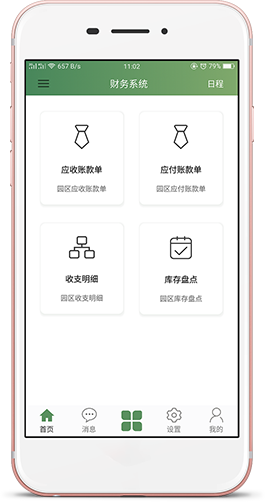 657 B/s 11:02 79%
财务系统 日程
应收账款单 应付账款单
园区应收账款单 园区应付账款单
收支明细 库存盘点
园区收支明细 园区库存盘点
首页 消息 设置 我的